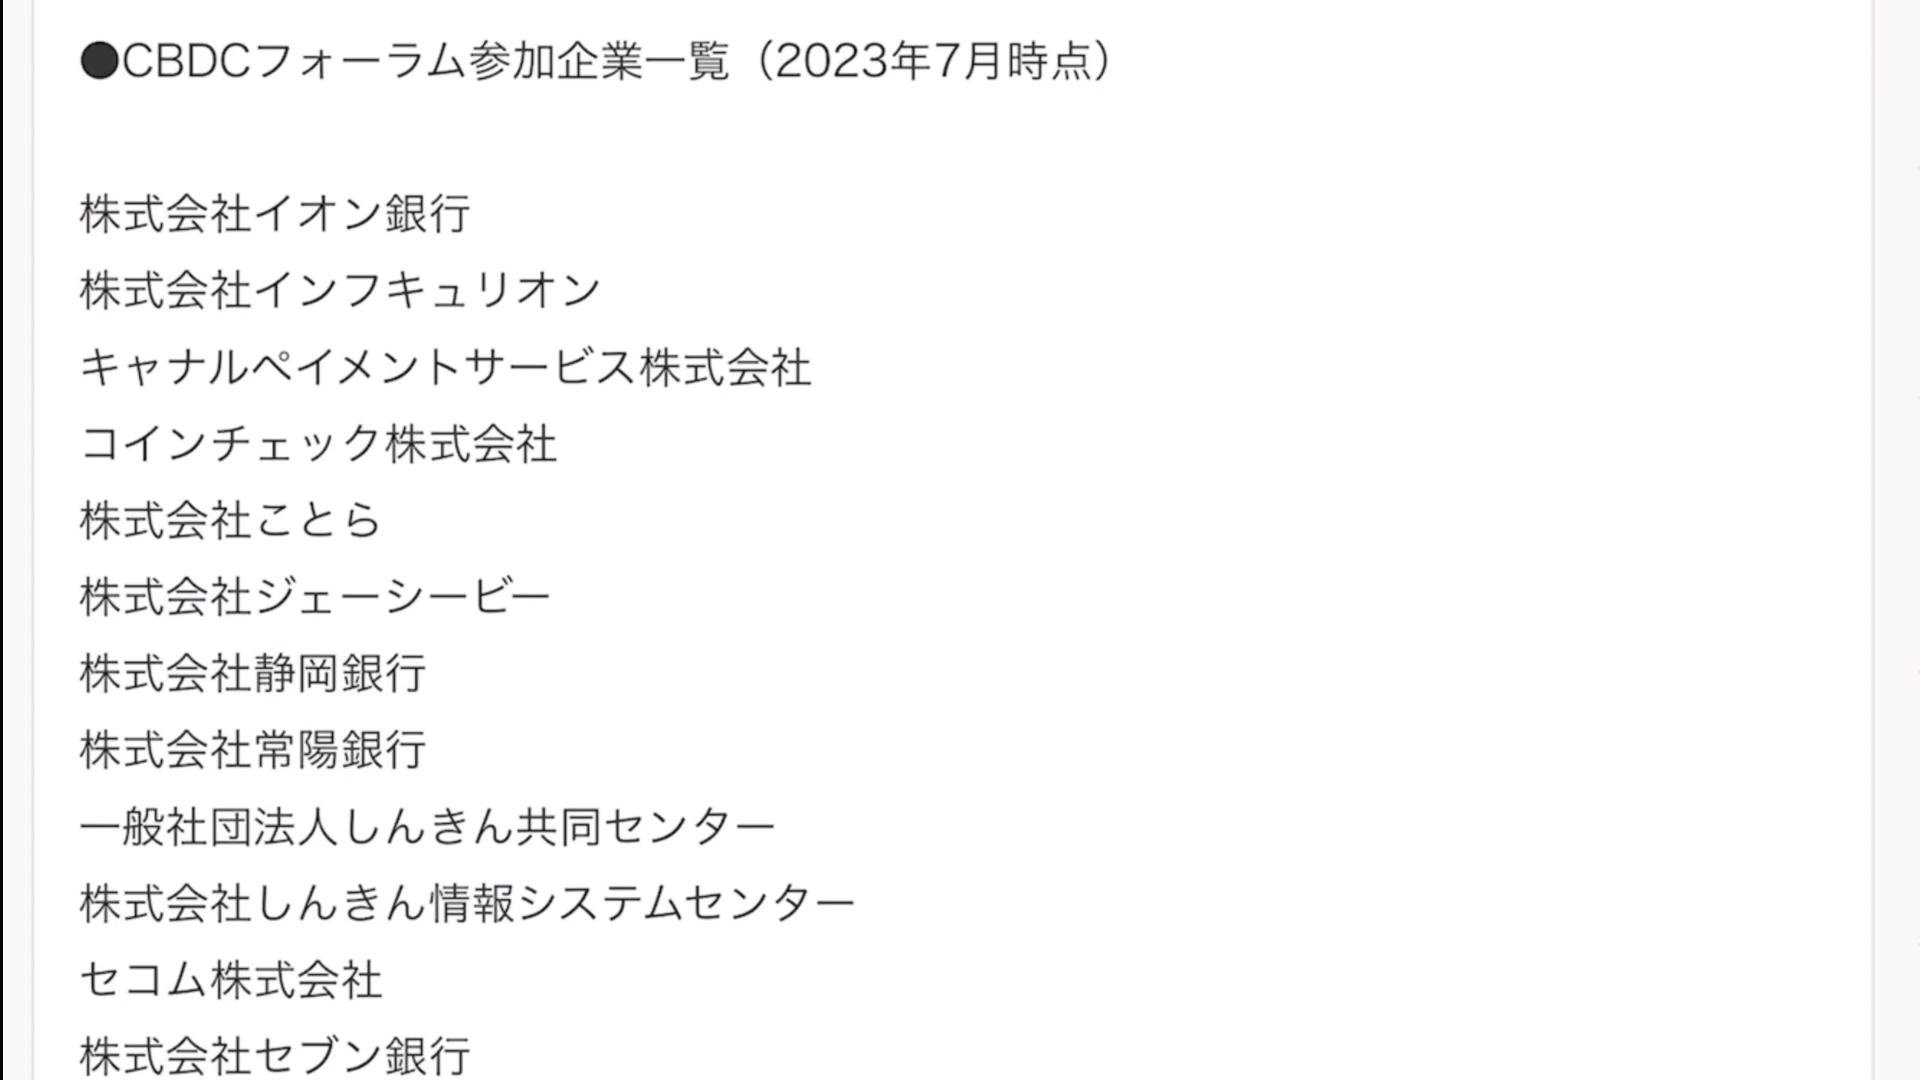 ●CBDCフォーラム参加企業一覧（2023年7月時点）
株式会社イオン銀行
株式会社インフキュリオン
キャナルペイメントサービス株式会社
コインチェック株式会社
株式会社ことら
株式会社ジェーシービー
株式会社静岡銀行
株式会社常陽銀行
一般社団法人しんきん共同センター
株式会社しんきん情報システムセンター
セコム株式会社
株式会社セブン銀行